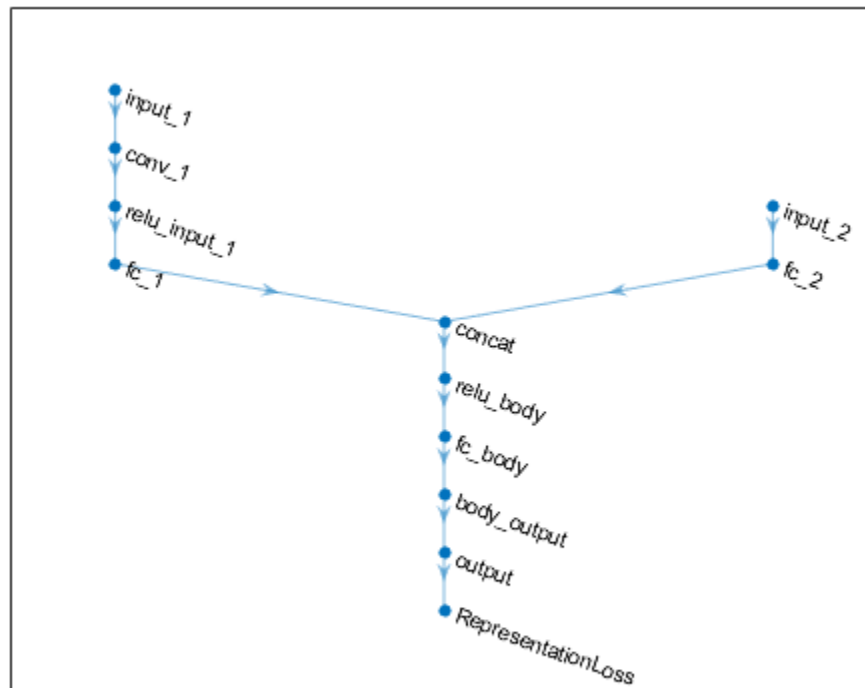 input_1
conv_1
relu_input_1
fc_1
input_2
fc_2
concat
relu_body
fc_body
body_output
output
RepresentationLoss